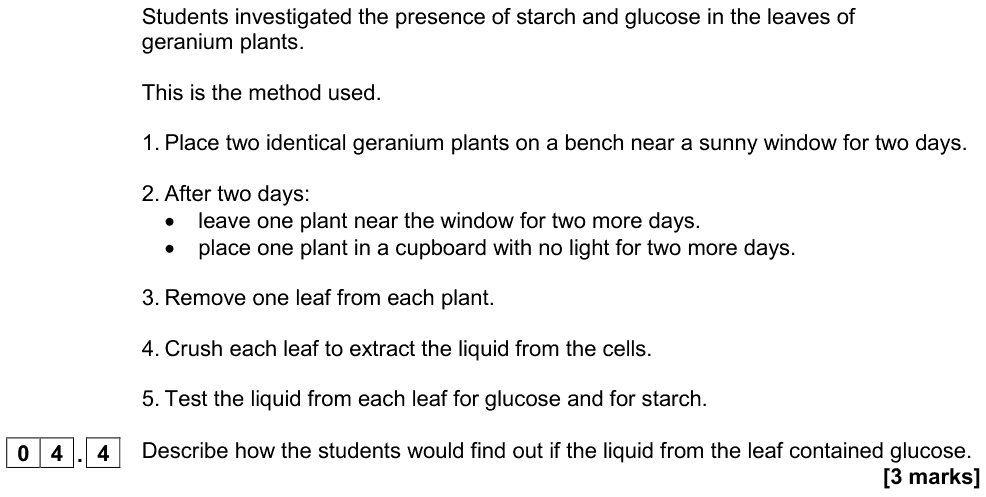 Students investigated the presence of starch and glucose in the leaves of
geranium plants.
This is the method used.
1. Place two identical geranium plants on a bench near a sunny window for two days.
2. After two days:
• leave one plant near the window for two more days.
• place one plant in a cupboard with no light for two more days.
3. Remove one leaf from each plant.
4. Crush each leaf to extract the liquid from the cells.
5. Test the liquid from each leaf for glucose and for starch.
0 4 . 4 Describe how the students would find out if the liquid from the leaf contained glucose.
[3 marks]